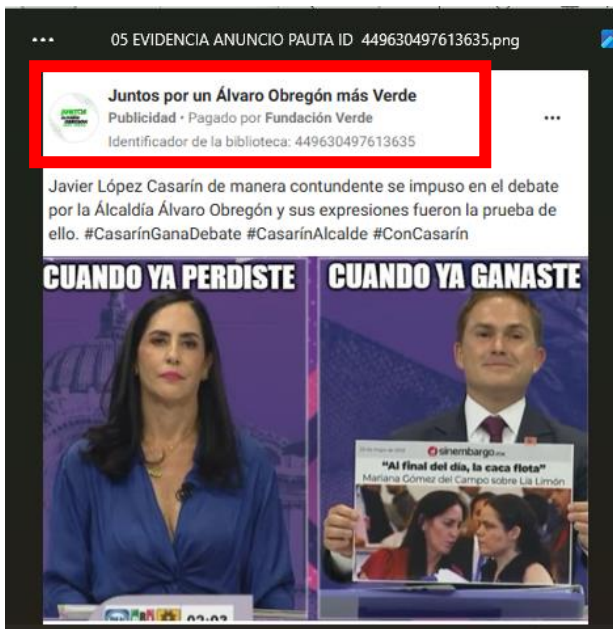 05 EVIDENCIA ANUNCIO PAUTA ID 449630497613635.png
Juntos por un Álvaro Obregón más Verde
Publicidad • Pagado por Fundación Verde
Identificador de la biblioteca: 449630497613635
Javier López Casarín de manera contundente se impuso en el debate
por la Álcaldía Álvaro Obregón y sus expresiones fueron la prueba de
ello. #CasarínGanaDebate #CasarínAlcalde #ConCasarín
CUANDO YA PERDISTE
CUANDO YA GANASTE
sinembargo.mx
"Al final del día, la caca flota"
Mariana Gómez del Campo sobre Lia Limón